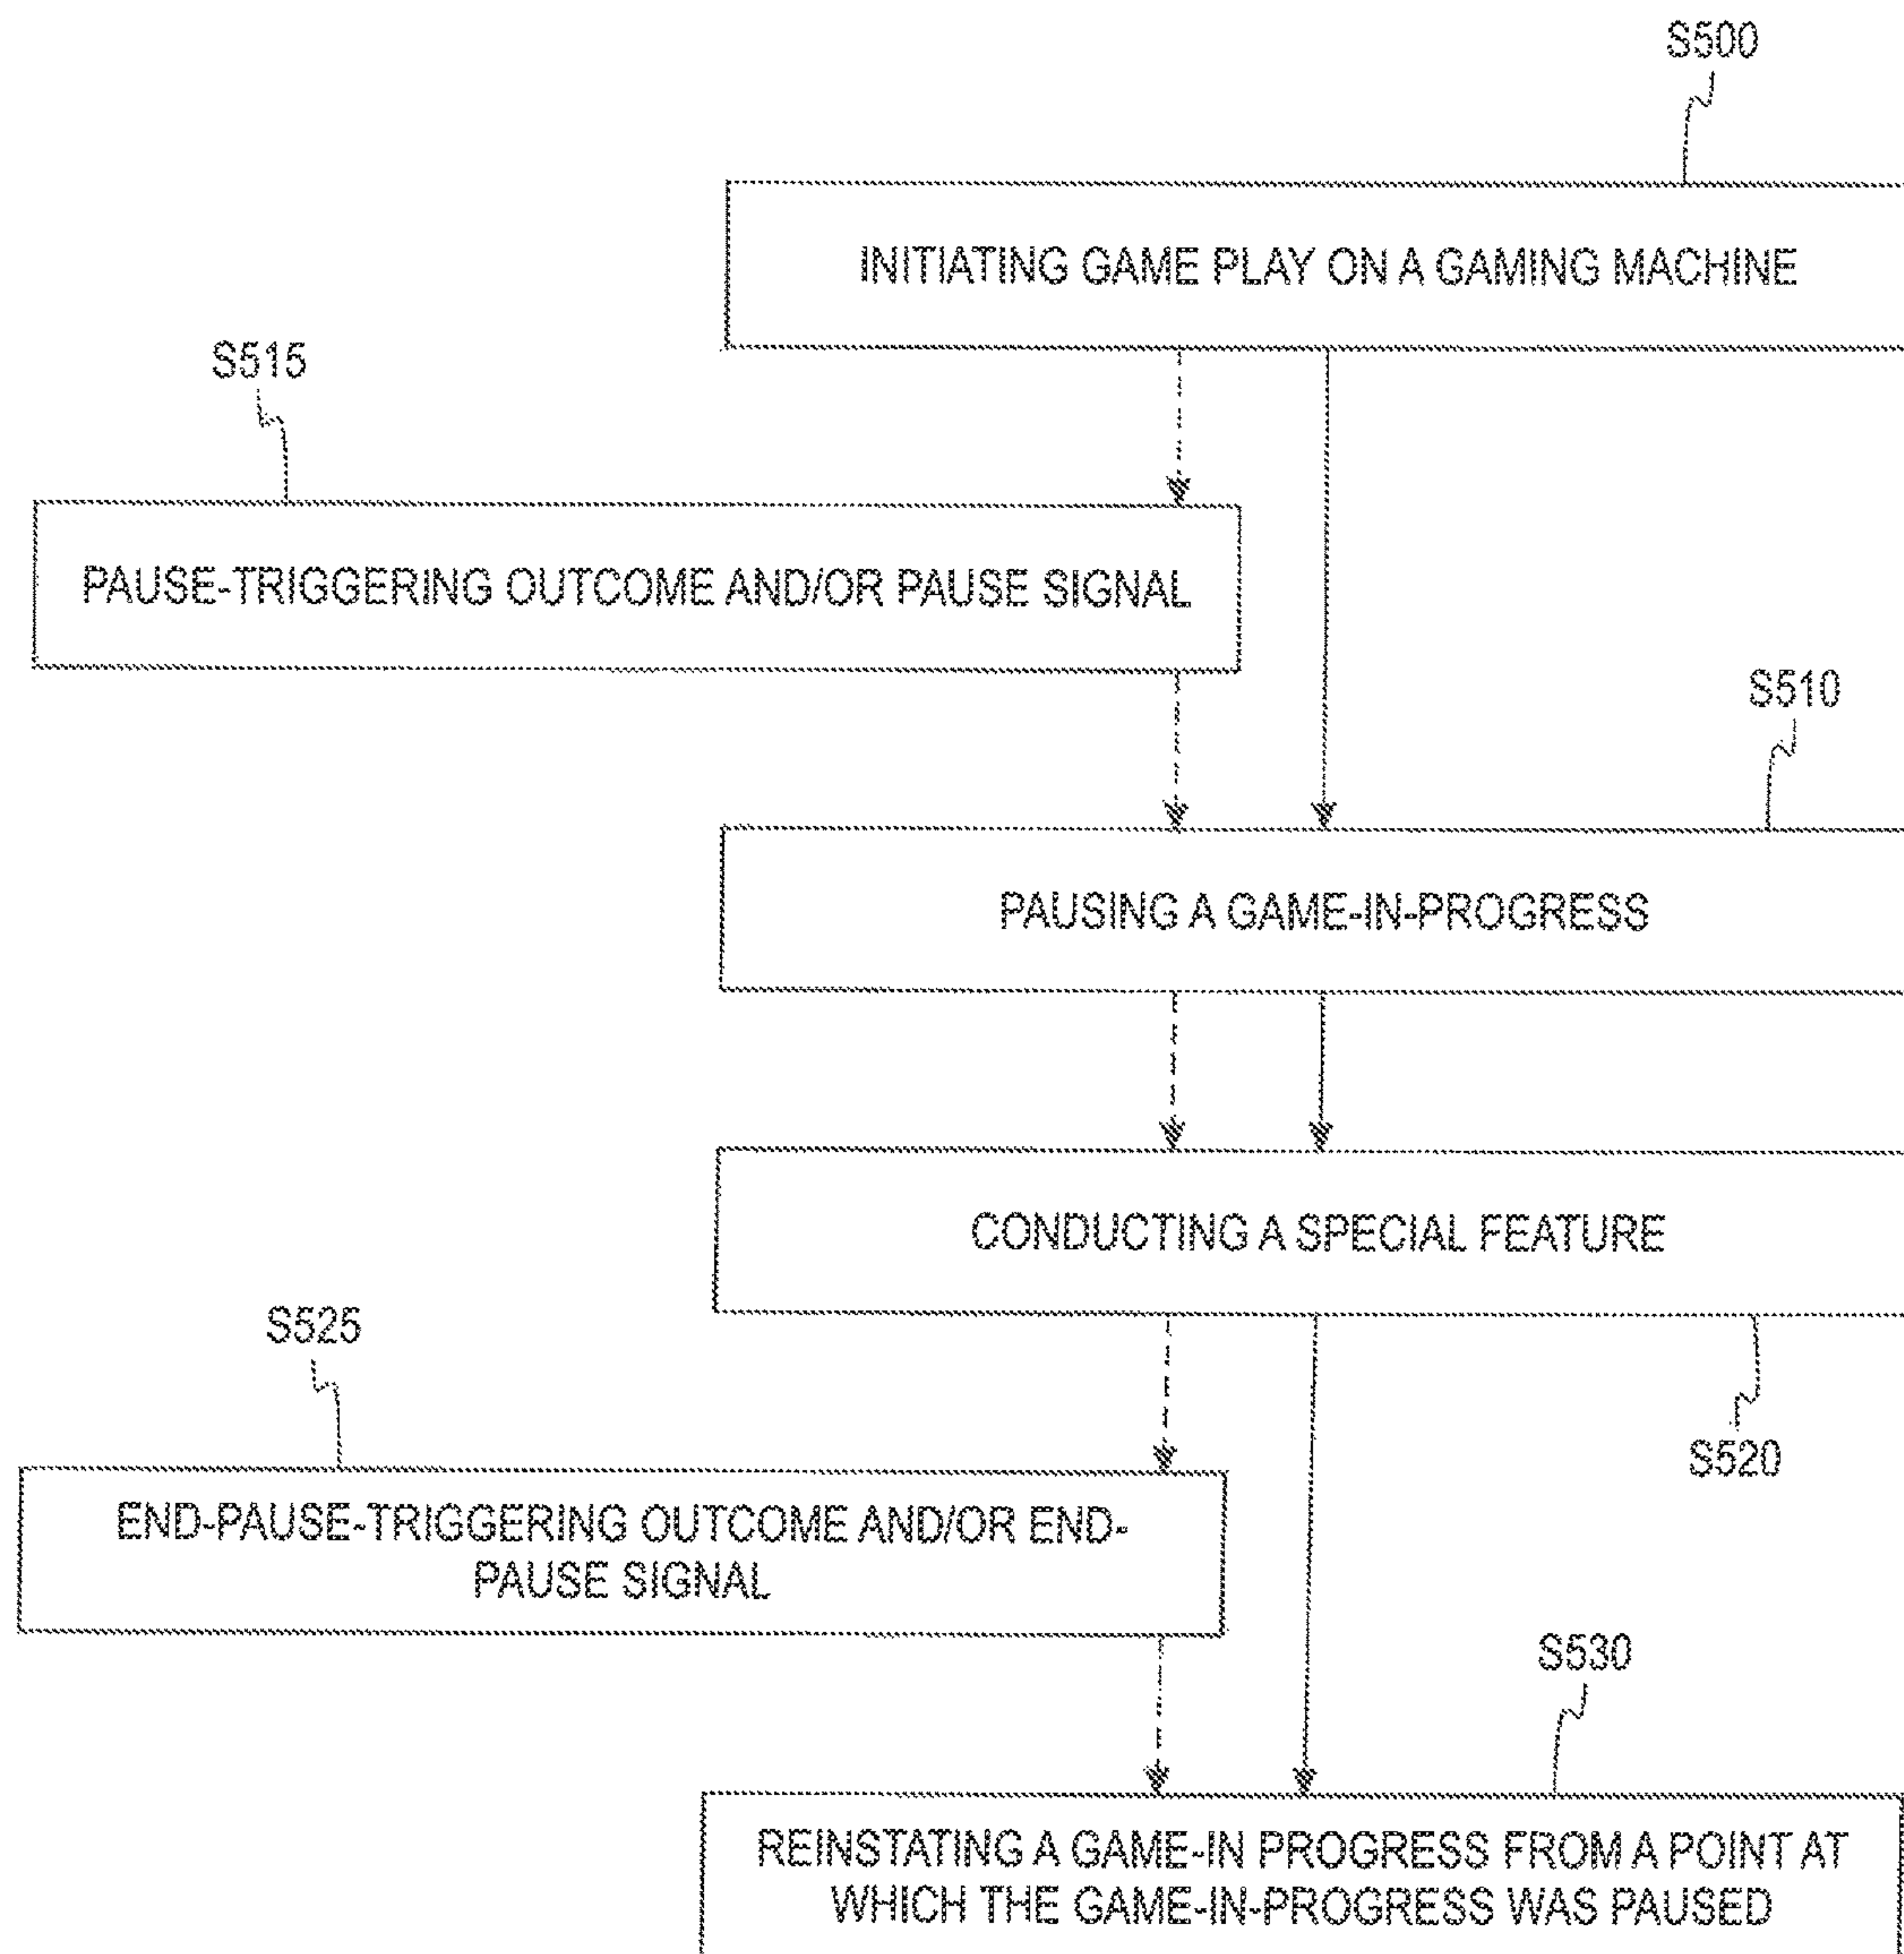 S500
INITIATING GAME PLAY ON A GAMING MACHINE
S515
PAUSE-TRIGGERING OUTCOME AND/OR PAUSE SIGNAL
S510
PAUSING A GAME-IN-PROGRESS
CONDUCTING A SPECIAL FEATURE
S525
S520
END-PAUSE-TRIGGERING OUTCOME AND/OR END-
PAUSE SIGNAL
S530
REINSTATING A GAME-IN PROGRESS FROM A POINT AT
WHICH THE GAME-IN-PROGRESS WAS PAUSED